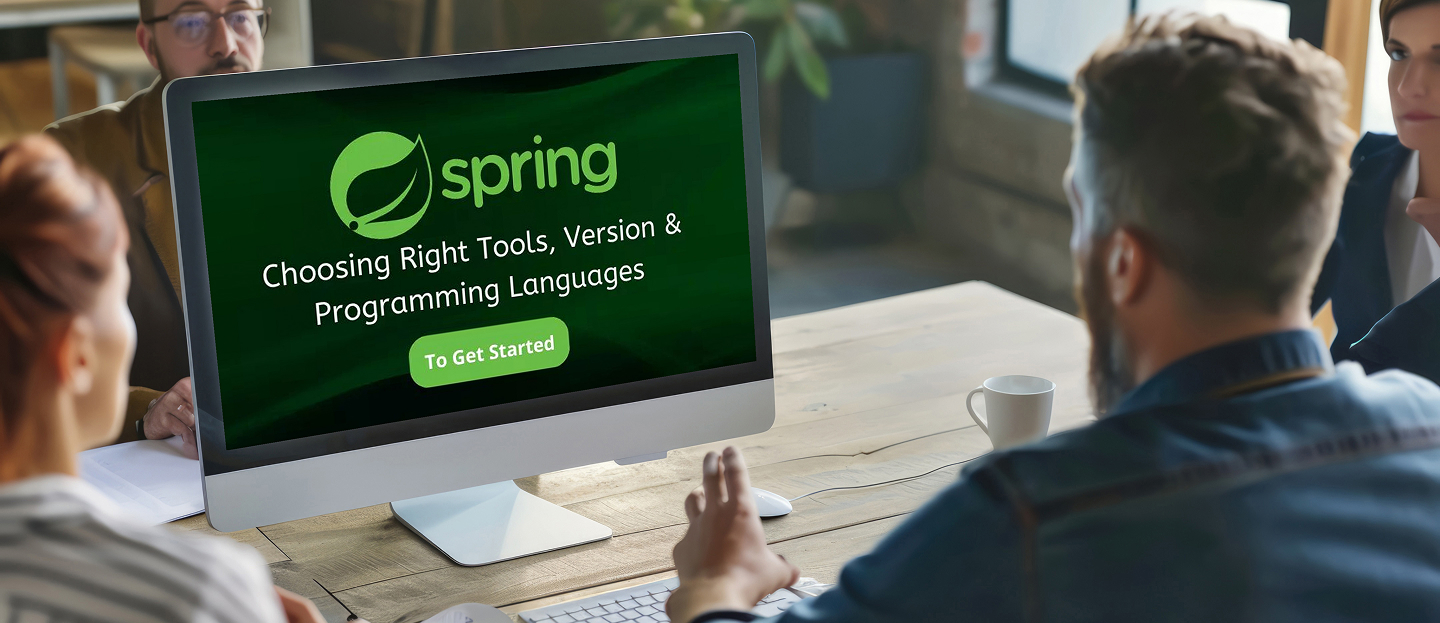 spring
Choosing Right Tools, Version &
Programming Languages
To Get Started